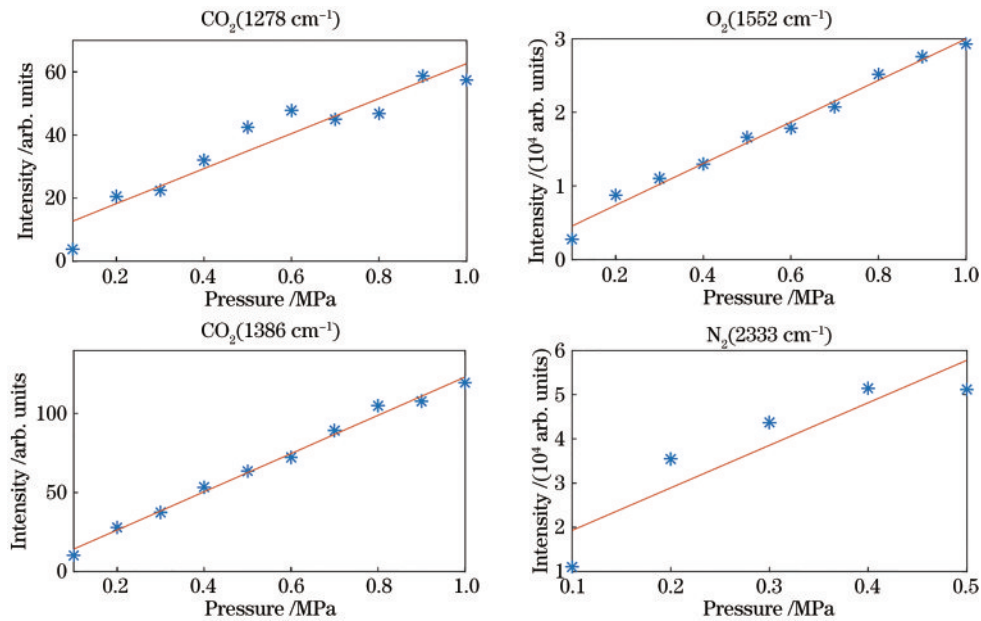 CO₂(1278 cm⁻¹)
Intensity /arb. units
60
40
20
0
0.2 0.4 0.6 0.8 1.0
Pressure /MPa
O₂(1552 cm⁻¹)
Intensity /(10⁴ arb. units)
3
2
1
0
0.2 0.4 0.6 0.8 1.0
Pressure /MPa
CO₂(1386 cm⁻¹)
Intensity /arb. units
100
50
0
0.2 0.4 0.6 0.8 1.0
Pressure /MPa
N₂(2333 cm⁻¹)
Intensity /(10⁴ arb. units)
6
5
4
3
2
1
0.1 0.2 0.3 0.4 0.5
Pressure /MPa